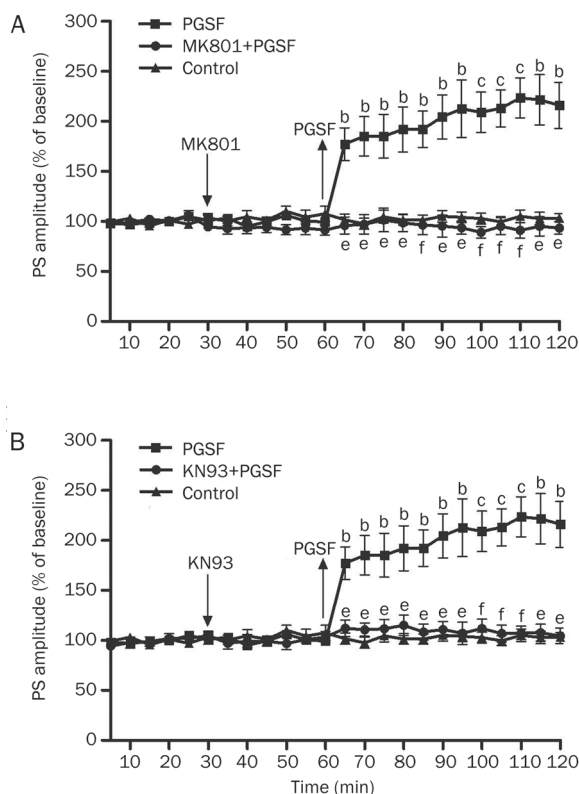 A
PGSF
MK801+PGSF
Control
PS amplitude (% of baseline)
300
250
200
150
100
50
0
MK801
PGSF
b b b b b b b c b c b b
e e e e f e e f f f e e
10 20 30 40 50 60 70 80 90 100 110 120
B
PGSF
KN93+PGSF
Control
PS amplitude (% of baseline)
300
250
200
150
100
50
0
KN93
PGSF
b b b b b b b c c c b b
e e e e e e e f f e e
10 20 30 40 50 60 70 80 90 100 110 120
Time (min)